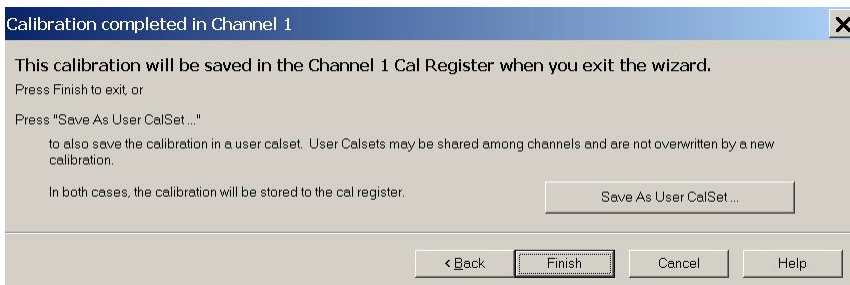 Calibration completed in Channel 1
This calibration will be saved in the Channel 1 Cal Register when you exit the wizard.
Press Finish to exit, or
Press "Save As User CalSet ..."
to also save the calibration in a user calset. User Calsets may be shared among channels and are not overwritten by a new
calibration.
In both cases, the calibration will be stored to the cal register.
Save As User CalSet ...
< Back
Finish
Cancel
Help